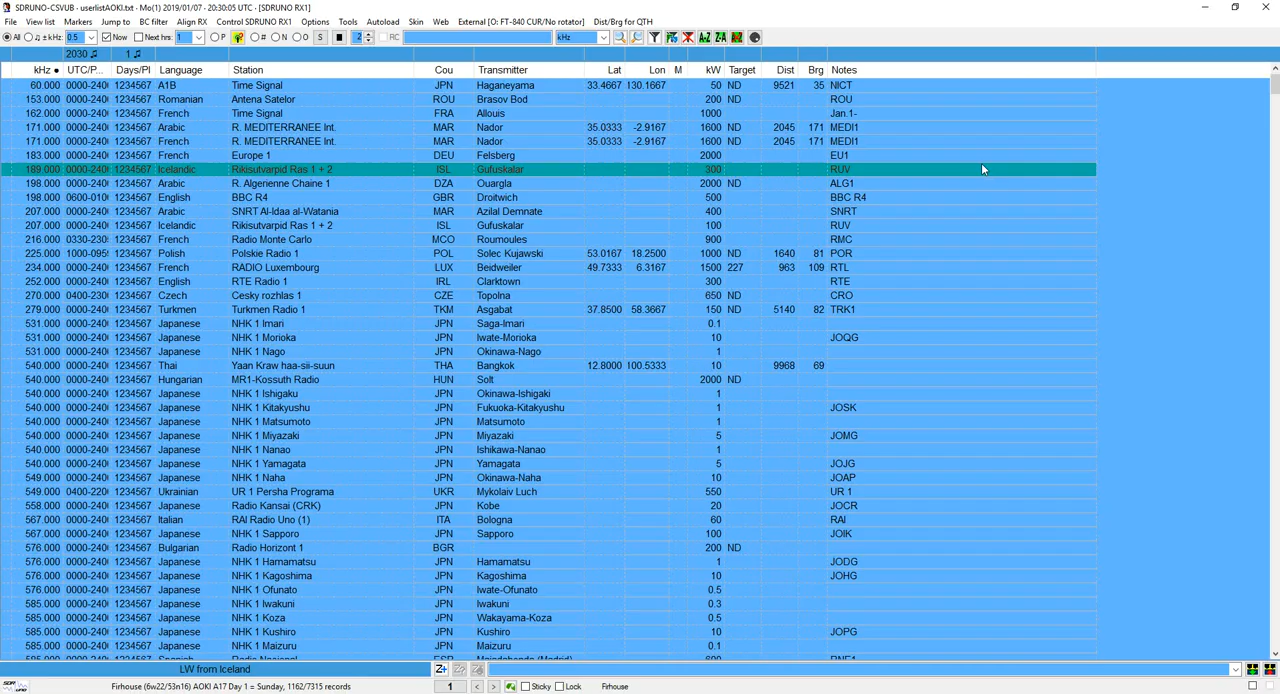 SDRUNO-CSVUB - userlistAOKI.txt - Mo(1) 2019/01/07 - 20:30:05 UTC - [SDRUNO RX1]
File View list Markers Jump to BC filter Align RX Control SDRUNO RX1 Options Tools Autoload Skin Web External [O: FT-840 CUR/No rotator] Dist/Brg for QTH
All ± kHz: 0.5 Now Next hrs: 1 P # N O S 2 RC kHz A-Z Z-A
2030 1
kHz UTC/P... Days/Pl Language Station Cou Transmitter Lat Lon M kW Target Dist Brg Notes
60.000 0000-240 1234567 A1B Time Signal JPN Haganeyama 33.4667 130.1667 50 ND 9521 35 NICT
153.000 0000-240 1234567 Romanian Antena Satelor ROU Brasov Bod 200 ND ROU
162.000 0000-240 1234567 French Time Signal FRA Allouis 1000 Jan.1-
171.000 0000-240 1234567 Arabic R. MEDITERRANEE Int. MAR Nador 35.0333 -2.9167 1600 ND 2045 171 MEDI1
171.000 0000-240 1234567 French R. MEDITERRANEE Int. MAR Nador 35.0333 -2.9167 1600 ND 2045 171 MEDI1
183.000 0000-240 1234567 French Europe 1 DEU Felsberg 2000 EU1
189.000 0000-240 1234567 Icelandic Rikisutvarpid Ras 1 + 2 ISL Gufuskalar 300 RUV
198.000 0000-240 1234567 Arabic R. Algerienne Chaine 1 DZA Ouargla 2000 ND ALG1
198.000 0600-010 1234567 English BBC R4 GBR Droitwich 500 BBC R4
207.000 0000-240 1234567 Arabic SNRT Al-Idaa al-Watania MAR Azilal Demnate 400 SNRT
207.000 0000-240 1234567 Icelandic Rikisutvarpid Ras 1 + 2 ISL Gufuskalar 100 RUV
216.000 0330-230 1234567 French Radio Monte Carlo MCO Roumoules 900 RMC
225.000 1000-095 1234567 Polish Polskie Radio 1 POL Solec Kujawski 53.0167 18.2500 1000 ND 1640 81 POR
234.000 0000-240 1234567 French RADIO Luxembourg LUX Beidweiler 49.7333 6.3167 1500 227 963 109 RTL
252.000 0000-240 1234567 English RTE Radio 1 IRL Clarktown 300 RTE
270.000 0400-230 1234567 Czech Cesky rozhlas 1 CZE Topolna 650 ND CRO
279.000 0000-240 1234567 Turkmen Turkmen Radio 1 TKM Asgabat 37.8500 58.3667 150 ND 5140 82 TRK1
531.000 0000-240 1234567 Japanese NHK 1 Imari JPN Saga-Imari 0.1
531.000 0000-240 1234567 Japanese NHK 1 Morioka JPN Iwate-Morioka 10 JOQG
531.000 0000-240 1234567 Japanese NHK 1 Nago JPN Okinawa-Nago 1
540.000 0000-240 1234567 Thai Yaan Kraw haa-sii-suun THA Bangkok 12.8000 100.5333 10 9968 69
540.000 0000-240 1234567 Hungarian MR1-Kossuth Radio HUN Solt 2000 ND
540.000 0000-240 1234567 Japanese NHK 1 Ishigaku JPN Okinawa-Ishigaki 1
540.000 0000-240 1234567 Japanese NHK 1 Kitakyushu JPN Fukuoka-Kitakyushu 1 JOSK
540.000 0000-240 1234567 Japanese NHK 1 Matsumoto JPN Matsumoto 1
540.000 0000-240 1234567 Japanese NHK 1 Miyazaki JPN Miyazaki 5 JOMG
540.000 0000-240 1234567 Japanese NHK 1 Nanao JPN Ishikawa-Nanao 1
540.000 0000-240 1234567 Japanese NHK 1 Yamagata JPN Yamagata 5 JOJG
549.000 0000-240 1234567 Japanese NHK 1 Naha JPN Okinawa-Naha 10 JOAP
549.000 0400-220 1234567 Ukrainian UR 1 Persha Programa UKR Mykolaiv Luch 550 UR 1
558.000 0000-240 1234567 Japanese Radio Kansai (CRK) JPN Kobe 20 JOCR
567.000 0000-240 1234567 Italian RAI Radio Uno (1) ITA Bologna 60 RAI
567.000 0000-240 1234567 Japanese NHK 1 Sapporo JPN Sapporo 100 JOIK
576.000 0000-240 1234567 Bulgarian Radio Horizont 1 BGR 200 ND
576.000 0000-240 1234567 Japanese NHK 1 Hamamatsu JPN Hamamatsu 1 JODG
576.000 0000-240 1234567 Japanese NHK 1 Kagoshima JPN Kagoshima 10 JOHG
576.000 0000-240 1234567 Japanese NHK 1 Ofunato JPN Iwate-Ofunato 0.5
585.000 0000-240 1234567 Japanese NHK 1 Iwakuni JPN Iwakuni 0.3
585.000 0000-240 1234567 Japanese NHK 1 Koza JPN Wakayama-Koza 0.5
585.000 0000-240 1234567 Japanese NHK 1 Kushiro JPN Kushiro 10 JOPG
585.000 0000-240 1234567 Japanese NHK 1 Maizuru JPN Maizuru 0.1
LW from Iceland Z+
Firhouse (6w22/53n16) AOKI A17 Day 1 = Sunday, 1162/7315 records 1 < > Sticky Lock Firhouse